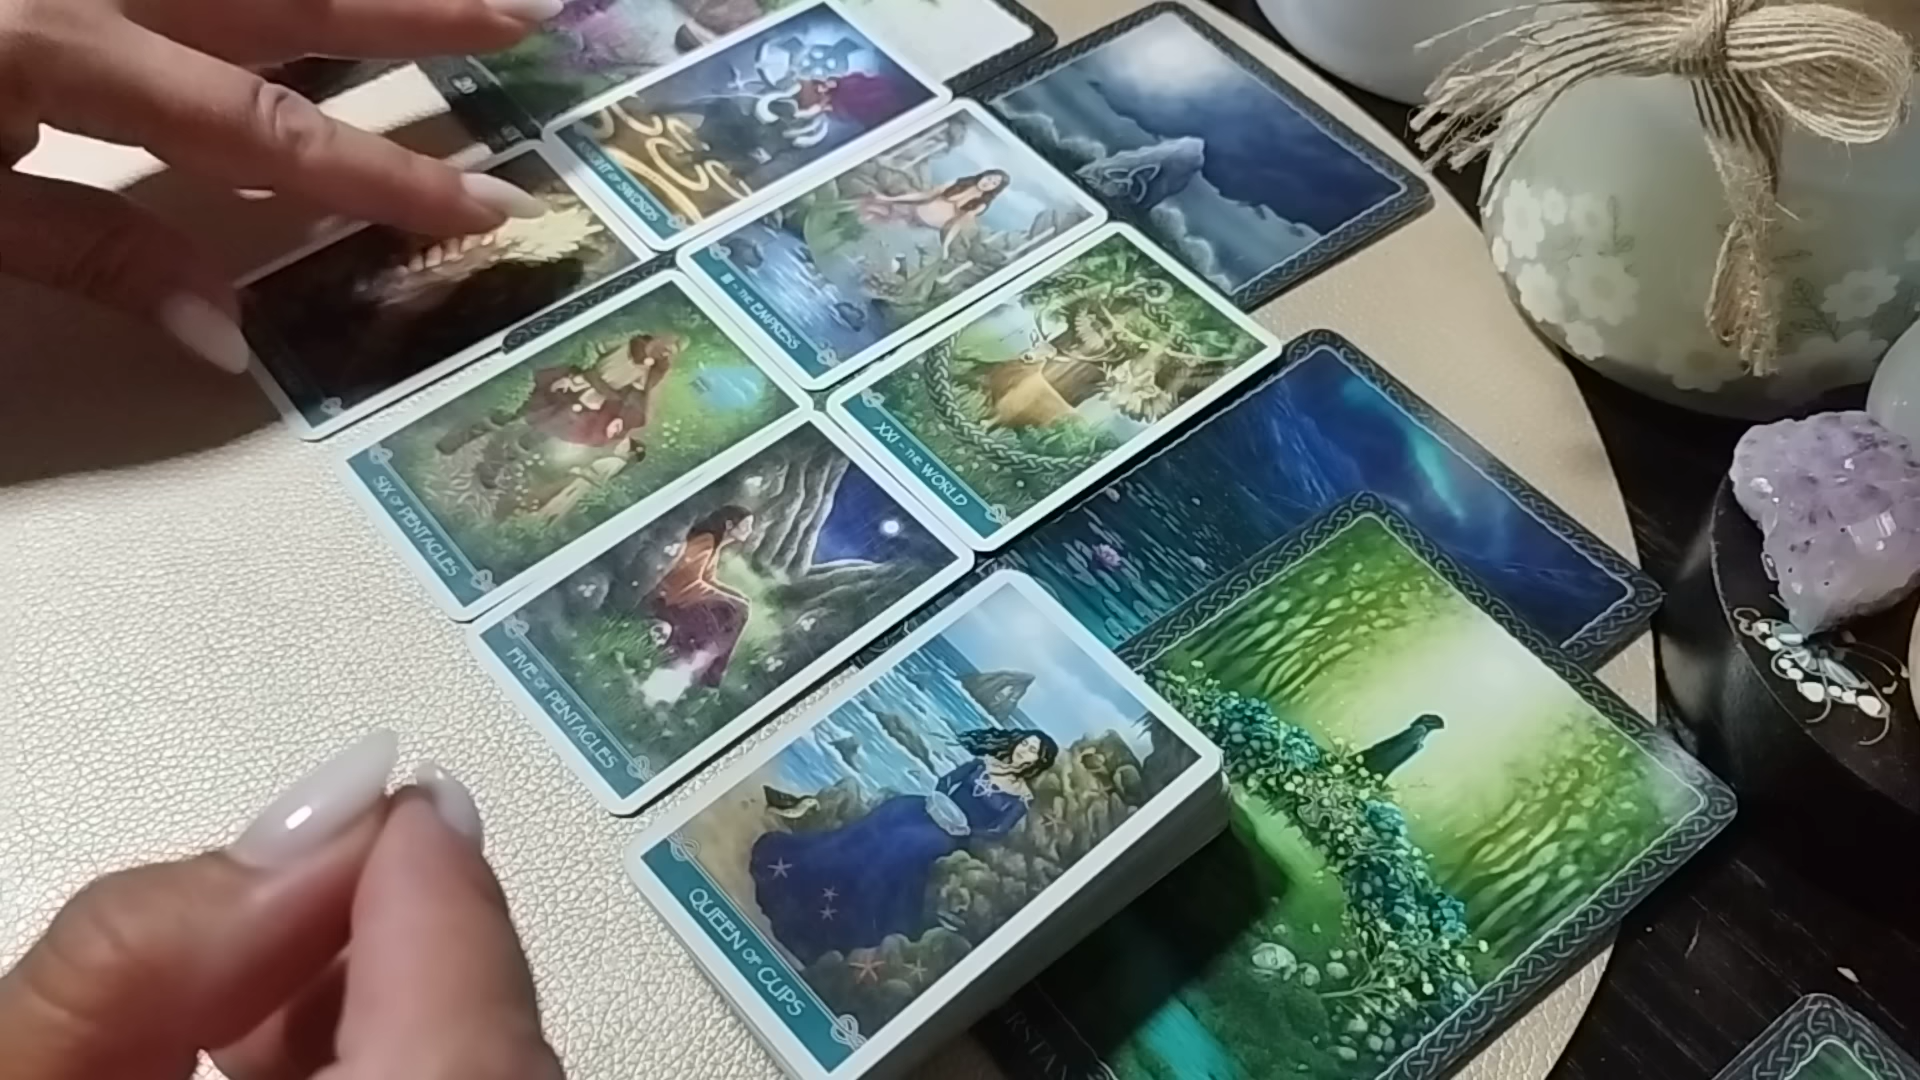 KNIGHT OF SWORDS
III - THE EMPRESS
XXI - THE WORLD
SIX OF PENTACLES
FIVE OF PENTACLES
QUEEN OF CUPS